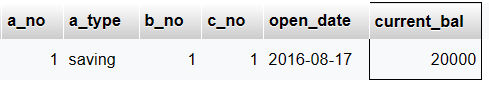 a_no a_type b_no c_no open_date current_bal
1 saving 1 1 2016-08-17 20000